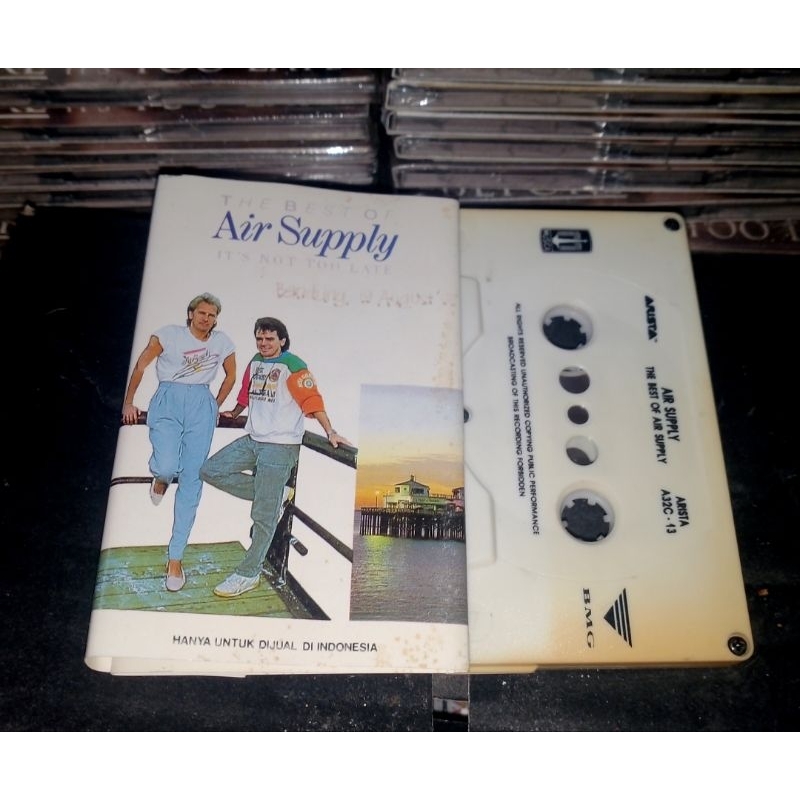 THE BEST OF
Air Supply
IT'S NOT TOO LATE
HANYA UNTUK DIJUAL DI INDONESIA
ARISTA
AIR SUPPLY
THE BEST OF AIR SUPPLY
ARISTA
A32C - 13
ALL RIGHTS RESERVED UNAUTHORIZED COPYING PUBLIC PERFORMANCE
BROADCASTING OF THIS RECORDING FORBIDDEN
BMG
TOO LATE